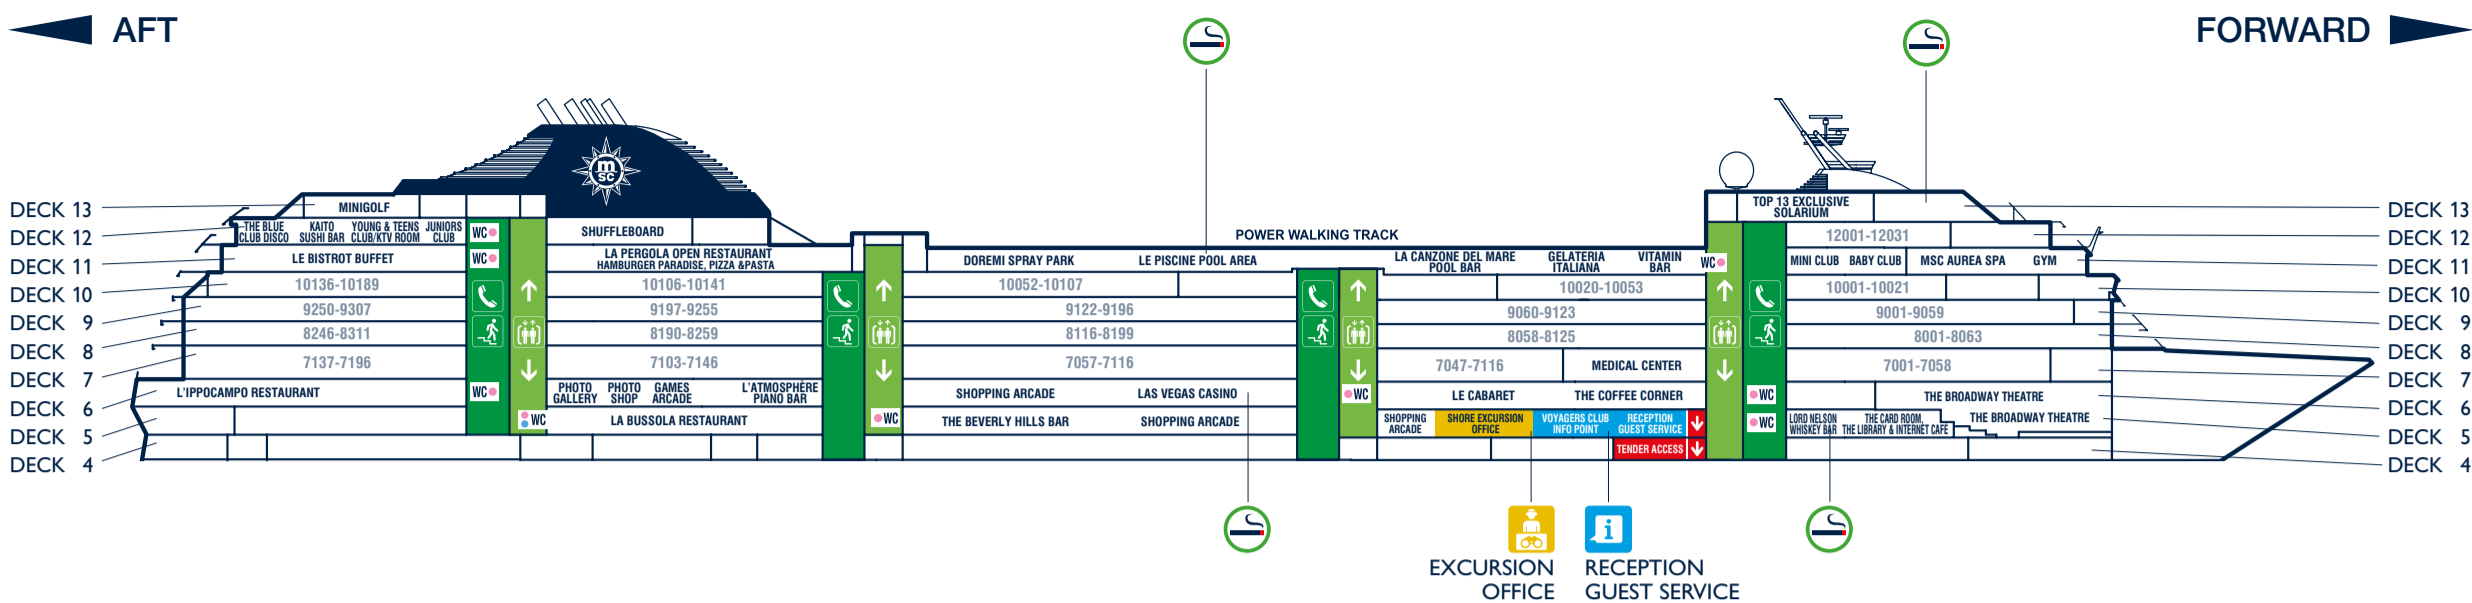 AFT
FORWARD
msc
DECK 13
MINIGOLF
TOP 13 EXCLUSIVE
SOLARIUM
DECK 13
DECK 12
THE BLUE
CLUB DISCO
KAITO
SUSHI BAR
YOUNG & TEENS
CLUB/KTV ROOM
JUNIORS
CLUB
WC
SHUFFLEBOARD
POWER WALKING TRACK
12001-12031
DECK 12
DECK 11
LE BISTROT BUFFET
WC
LA PERGOLA OPEN RESTAURANT
HAMBURGER PARADISE, PIZZA &PASTA
DOREMI SPRAY PARK
LE PISCINE POOL AREA
LA CANZONE DEL MARE
POOL BAR
GELATERIA
ITALIANA
VITAMIN
BAR
WC
MINI CLUB
BABY CLUB
MSC AUREA SPA
GYM
DECK 11
DECK 10
10136-10189
10106-10141
10052-10107
10020-10053
10001-10021
DECK 10
DECK 9
9250-9307
9197-9255
9122-9196
9060-9123
9001-9059
DECK 9
DECK 8
8246-8311
8190-8259
8116-8199
8058-8125
8001-8063
DECK 8
DECK 7
7137-7196
7103-7146
7057-7116
7047-7116
MEDICAL CENTER
7001-7058
DECK 7
DECK 6
L'IPPOCAMPO RESTAURANT
WC
PHOTO
GALLERY
PHOTO
SHOP
GAMES
ARCADE
L'ATMOSPHÈRE
PIANO BAR
SHOPPING ARCADE
LAS VEGAS CASINO
WC
LE CABARET
THE COFFEE CORNER
WC
THE BROADWAY THEATRE
DECK 6
DECK 5
WC
LA BUSSOLA RESTAURANT
WC
THE BEVERLY HILLS BAR
SHOPPING ARCADE
SHOPPING
ARCADE
SHORE EXCURSION
OFFICE
VOYAGERS CLUB
INFO POINT
RECEPTION
GUEST SERVICE
WC
LORD NELSON
WHISKEY BAR
THE CARD ROOM,
THE LIBRARY & INTERNET CAFE
THE BROADWAY THEATRE
DECK 5
DECK 4
TENDER ACCESS
DECK 4
i
EXCURSION
OFFICE
RECEPTION
GUEST SERVICE